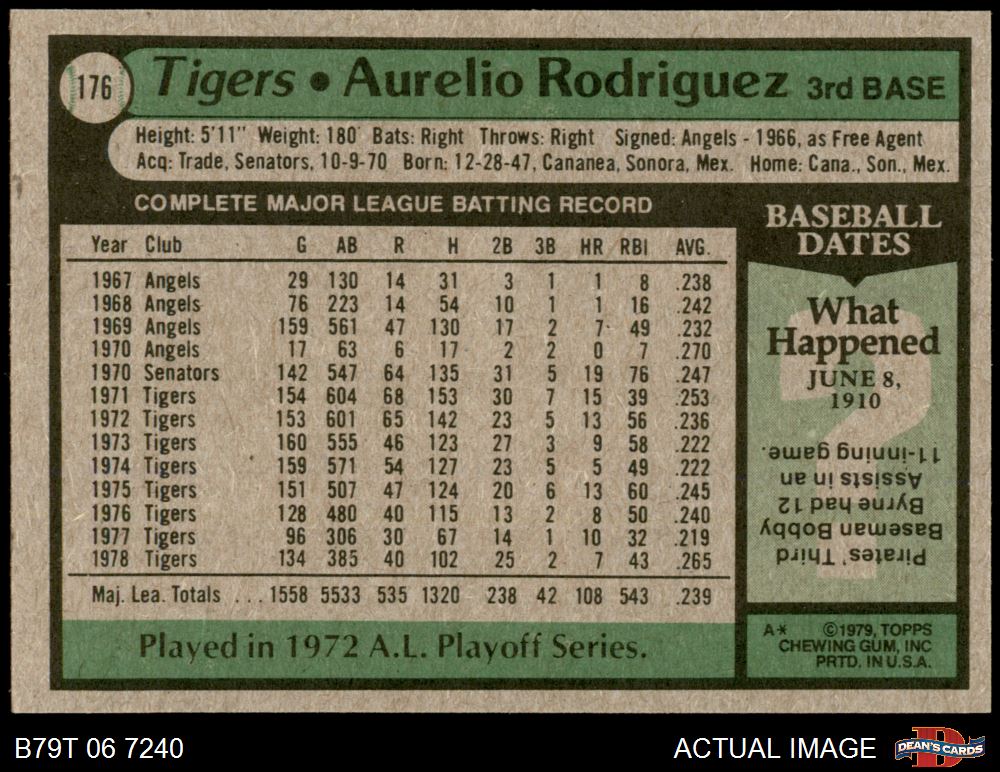 176 Tigers • Aurelio Rodriguez 3rd BASE
Height: 5'11" Weight: 180 Bats: Right Throws: Right Signed: Angels - 1966, as Free Agent
Acq: Trade, Senators, 10-9-70 Born: 12-28-47, Cananea, Sonora, Mex. Home: Cana., Son., Mex.
COMPLETE MAJOR LEAGUE BATTING RECORD
Year Club G AB R H 2B 3B HR RBI AVG.
1967 Angels 29 130 14 31 3 1 1 8 .238
1968 Angels 76 223 14 54 10 1 1 16 .242
1969 Angels 159 561 47 130 17 2 7 49 .232
1970 Angels 17 63 6 17 2 2 0 7 .270
1970 Senators 142 547 64 135 31 5 19 76 .247
1971 Tigers 154 604 68 153 30 7 15 39 .253
1972 Tigers 153 601 65 142 23 5 13 56 .236
1973 Tigers 160 555 46 123 27 3 9 58 .222
1974 Tigers 159 571 54 127 23 5 5 49 .222
1975 Tigers 151 507 47 124 20 6 13 60 .245
1976 Tigers 128 480 40 115 13 2 8 50 .240
1977 Tigers 96 306 30 67 14 1 10 32 .219
1978 Tigers 134 385 40 102 25 2 7 43 .265
Maj. Lea. Totals ... 1558 5533 535 1320 238 42 108 543 .239
Played in 1972 A.L. Playoff Series.
BASEBALL
DATES
What
Happened
JUNE 8,
1910
Pirates' Third
Baseman Bobby
Byrne had 12
Assists in an
11-inning game.
A* ©1979, TOPPS
CHEWING GUM, INC
PRTD. IN U.S.A.
B79T 06 7240
ACTUAL IMAGE
D
DEAN'S CARDS